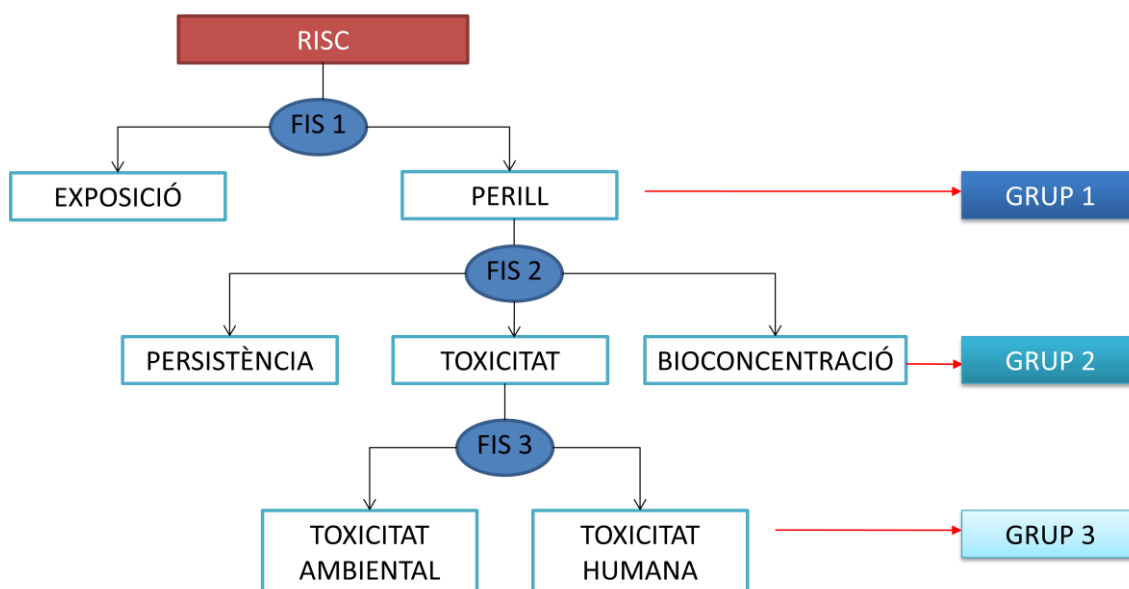 RISC
FIS 1
EXPOSICIÓ
PERILL
GRUP 1
FIS 2
PERSISTÈNCIA
TOXICITAT
BIOCONCENTRACIÓ
GRUP 2
FIS 3
TOXICITAT
AMBIENTAL
TOXICITAT
HUMANA
GRUP 3